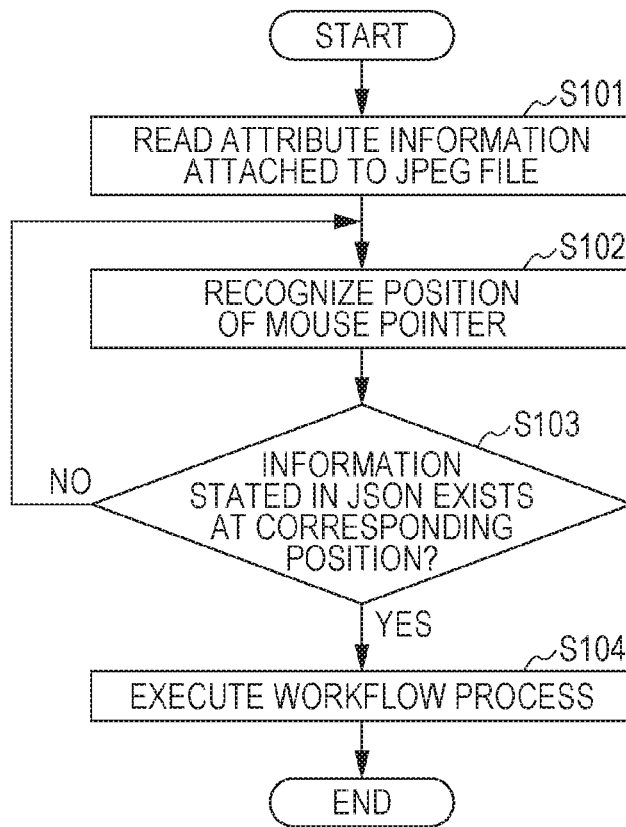 START
S101
READ ATTRIBUTE INFORMATION
ATTACHED TO JPEG FILE
S102
RECOGNIZE POSITION
OF MOUSE POINTER
S103
INFORMATION
STATED IN JSON EXISTS
AT CORRESPONDING
POSITION?
NO
YES
S104
EXECUTE WORKFLOW PROCESS
END